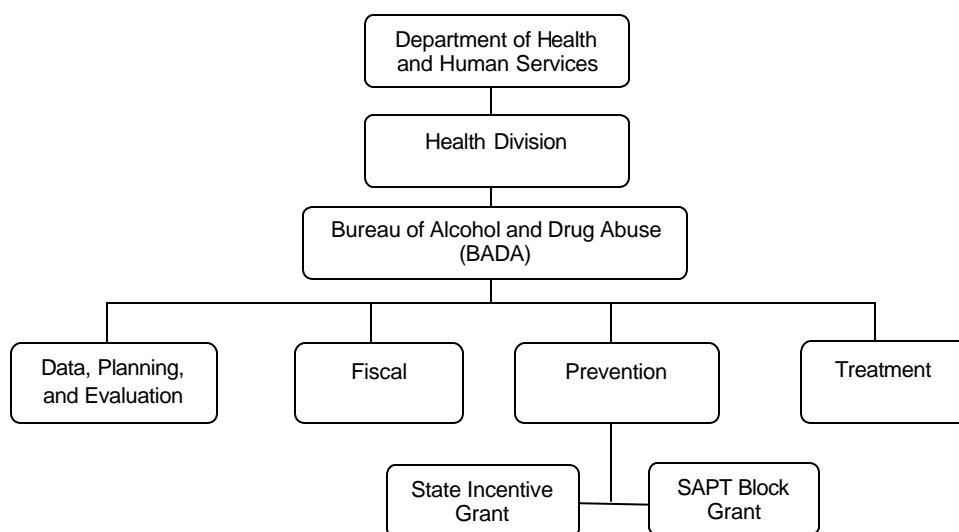 Department of Health
and Human Services
Health Division
Bureau of Alcohol and Drug Abuse
(BADA)
Data, Planning,
and Evaluation
Fiscal
Prevention
Treatment
State Incentive
Grant
SAPT Block
Grant